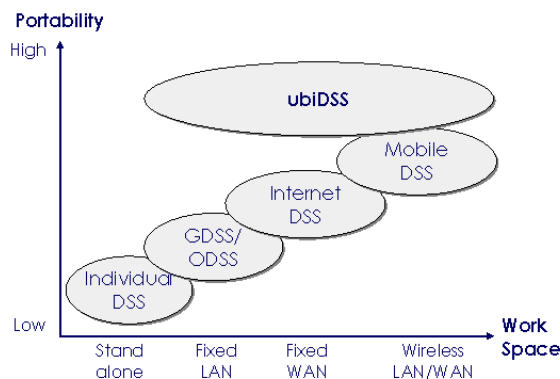 Portability
High
ubiDSS
Mobile
DSS
Internet
DSS
GDSS/
ODSS
Individual
DSS
Low
Work
Space
Stand
alone
Fixed
LAN
Fixed
WAN
Wireless
LAN/WAN